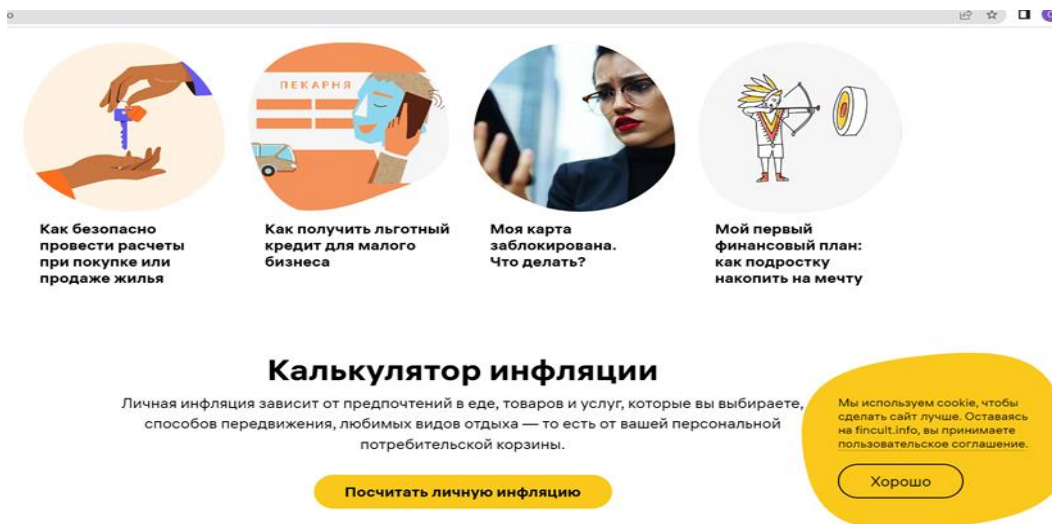 ПЕКАРНЯ
Как безопасно
провести расчеты
при покупке или
продаже жилья
Как получить льготный
кредит для малого
бизнеса
Моя карта
заблокирована.
Что делать?
Мой первый
финансовый план:
как подростку
накопить на мечту
Калькулятор инфляции
Личная инфляция зависит от предпочтений в еде, товаров и услуг, которые вы выбираете,
способов передвижения, любимых видов отдыха — то есть от вашей персональной
потребительской корзины.
Посчитать личную инфляцию
Мы используем cookie, чтобы
сделать сайт лучше. Оставаясь
на fincult.info, вы принимаете
пользовательское соглашение.
Хорошо